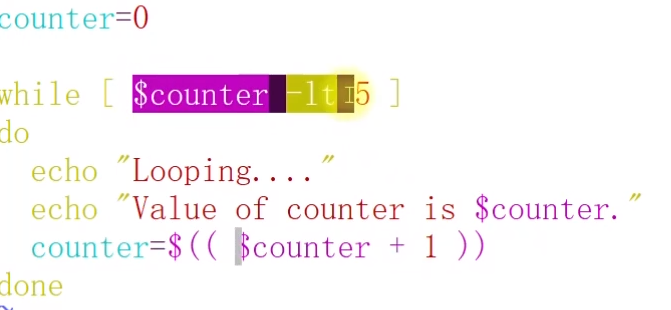 counter=0
while [ $counter -lt 5 ]
do
echo "Looping...."
echo "Value of counter is $counter."
counter=$(( $counter + 1 ))
done
~